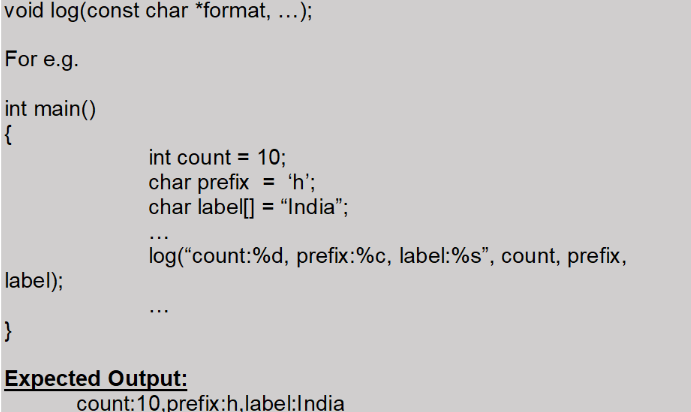 void log(const char *format, …);
For e.g.
int main()
{
int count = 10;
char prefix  =  ‘h’;
char label[] = “India”;
…
log(“count:%d, prefix:%c, label:%s”, count, prefix,
label);
…
}
Expected Output:
count:10,prefix:h,label:India